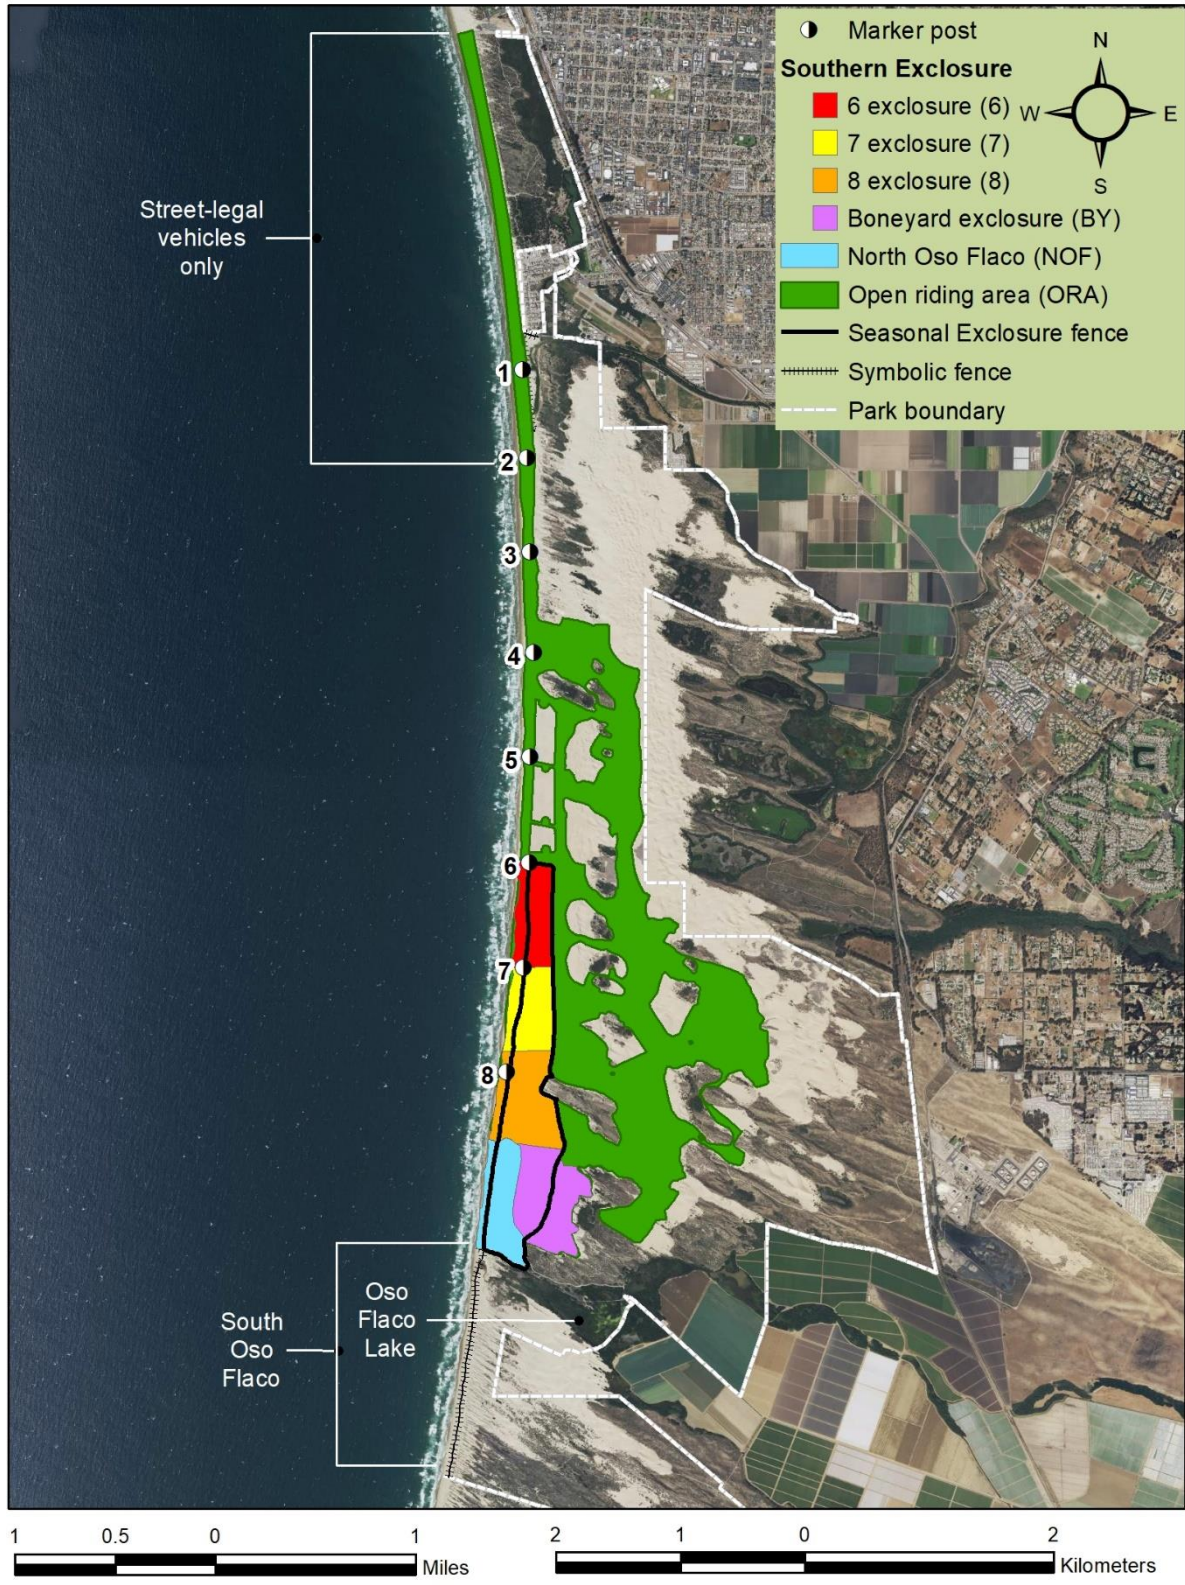 Marker post
Southern Exclosure
6 exclosure (6)
7 exclosure (7)
8 exclosure (8)
Boneyard exclosure (BY)
North Oso Flaco (NOF)
Open riding area (ORA)
Seasonal Exclosure fence
Symbolic fence
Park boundary
N
W
E
S
Street-legal
vehicles
only
1
2
3
4
5
6
7
8
South
Oso
Flaco
Oso
Flaco
Lake
1 0.5 0 1 Miles
2 1 0 2 Kilometers